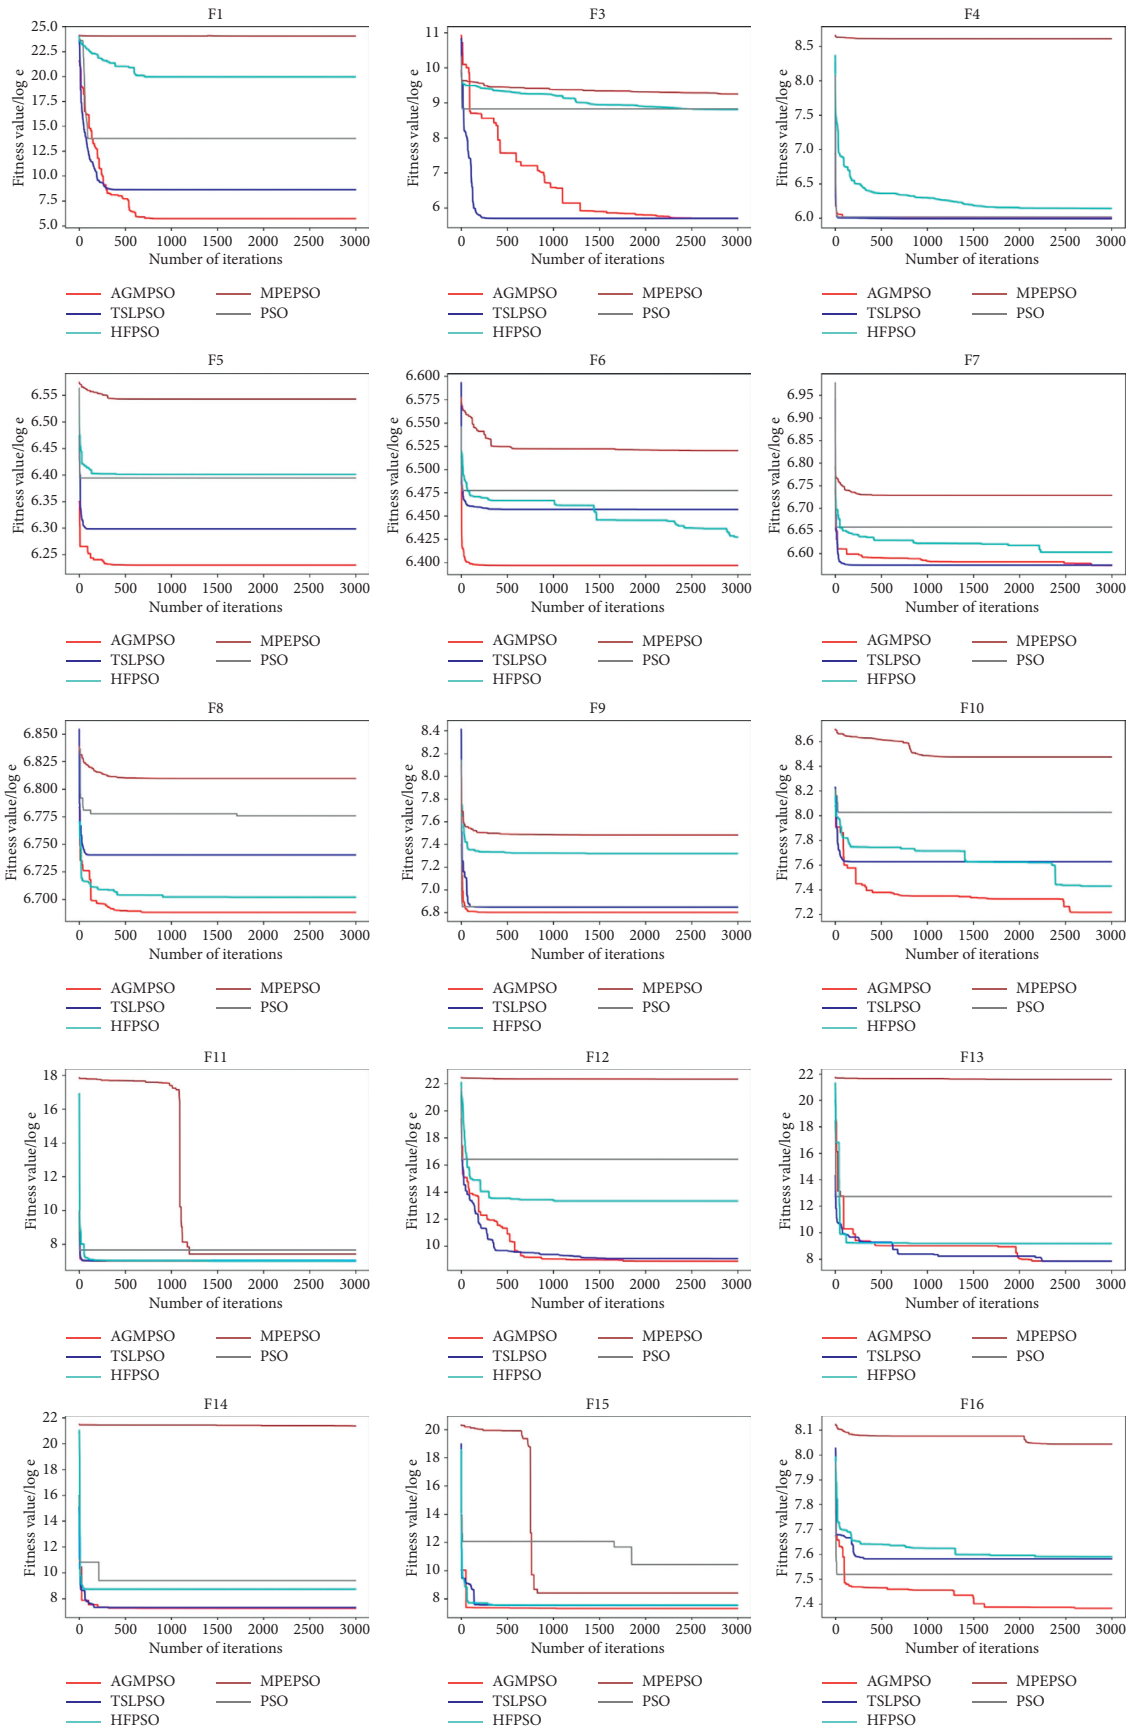 F1
25.0
22.5
20.0
17.5
15.0
12.5
10.0
7.5
5.0
Fitness value/log e
0 500 1000 1500 2000 2500 3000
Number of iterations
AGMPSO MPEPSO
TSLPSO PSO
HFPSO
F3
11
10
9
8
7
6
Fitness value/log e
0 500 1000 1500 2000 2500 3000
Number of iterations
AGMPSO MPEPSO
TSLPSO PSO
HFPSO
F4
8.5
8.0
7.5
7.0
6.5
6.0
Fitness value/log e
0 500 1000 1500 2000 2500 3000
Number of iterations
AGMPSO MPEPSO
TSLPSO PSO
HFPSO
F5
6.55
6.50
6.45
6.40
6.35
6.30
6.25
Fitness value/log e
0 500 1000 1500 2000 2500 3000
Number of iterations
AGMPSO MPEPSO
TSLPSO PSO
HFPSO
F6
6.600
6.575
6.550
6.525
6.500
6.475
6.450
6.425
6.400
Fitness value/log e
0 500 1000 1500 2000 2500 3000
Number of iterations
AGMPSO MPEPSO
TSLPSO PSO
HFPSO
F7
6.95
6.90
6.85
6.80
6.75
6.70
6.65
6.60
Fitness value/log e
0 500 1000 1500 2000 2500 3000
Number of iterations
AGMPSO MPEPSO
TSLPSO PSO
HFPSO
F8
6.850
6.825
6.800
6.775
6.750
6.725
6.700
Fitness value/log e
0 500 1000 1500 2000 2500 3000
Number of iterations
AGMPSO MPEPSO
TSLPSO PSO
HFPSO
F9
8.4
8.2
8.0
7.8
7.6
7.4
7.2
7.0
6.8
Fitness value/log e
0 500 1000 1500 2000 2500 3000
Number of iterations
AGMPSO MPEPSO
TSLPSO PSO
HFPSO
F10
8.6
8.4
8.2
8.0
7.8
7.6
7.4
7.2
Fitness value/log e
0 500 1000 1500 2000 2500 3000
Number of iterations
AGMPSO MPEPSO
TSLPSO PSO
HFPSO
F11
18
16
14
12
10
8
Fitness value/log e
0 500 1000 1500 2000 2500 3000
Number of iterations
AGMPSO MPEPSO
TSLPSO PSO
HFPSO
F12
22
20
18
16
14
12
10
Fitness value/log e
0 500 1000 1500 2000 2500 3000
Number of iterations
AGMPSO MPEPSO
TSLPSO PSO
HFPSO
F13
22
20
18
16
14
12
10
8
Fitness value/log e
0 500 1000 1500 2000 2500 3000
Number of iterations
AGMPSO MPEPSO
TSLPSO PSO
HFPSO
F14
22
20
18
16
14
12
10
8
Fitness value/log e
0 500 1000 1500 2000 2500 3000
Number of iterations
AGMPSO MPEPSO
TSLPSO PSO
HFPSO
F15
20
18
16
14
12
10
8
Fitness value/log e
0 500 1000 1500 2000 2500 3000
Number of iterations
AGMPSO MPEPSO
TSLPSO PSO
HFPSO
F16
8.1
8.0
7.9
7.8
7.7
7.6
7.5
7.4
Fitness value/log e
0 500 1000 1500 2000 2500 3000
Number of iterations
AGMPSO MPEPSO
TSLPSO PSO
HFPSO